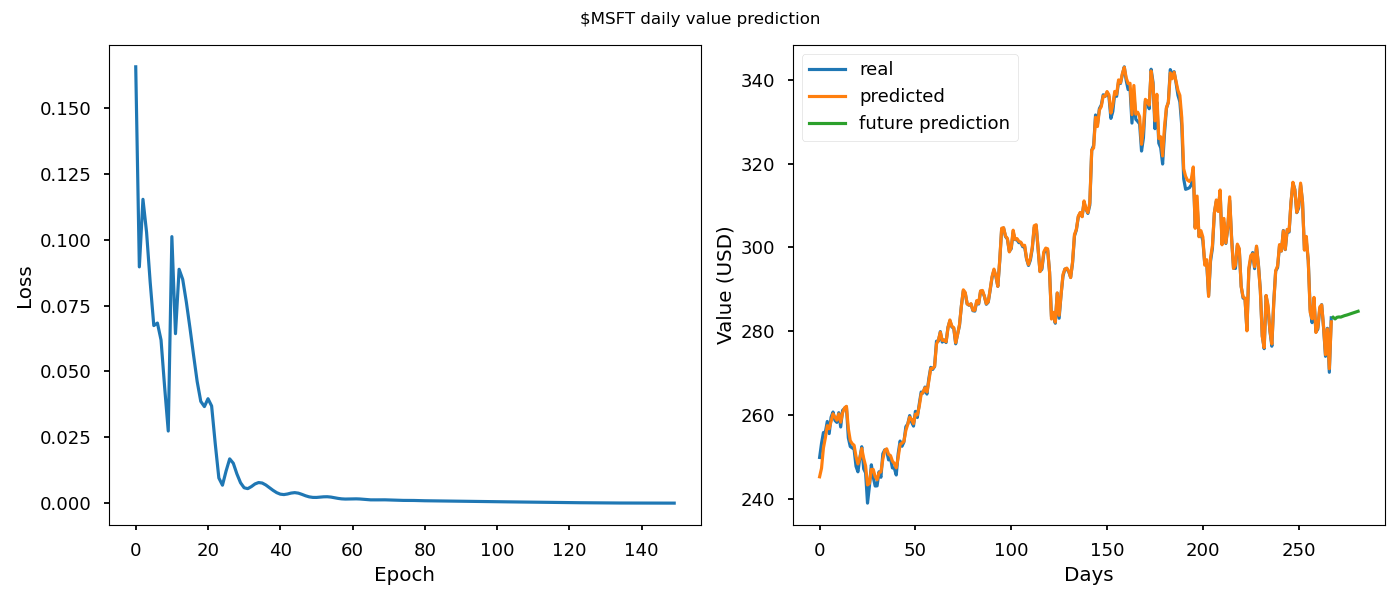 $MSFT daily value prediction
Loss
0.150
0.125
0.100
0.075
0.050
0.025
0.000
0 20 40 60 80 100 120 140
Epoch
Value (USD)
340
320
300
280
260
240
real
predicted
future prediction
0 50 100 150 200 250
Days